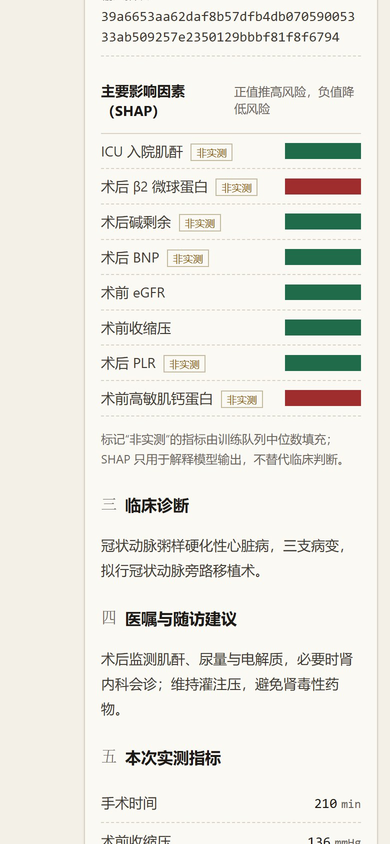 39a6653aa62daf8b57dfb4db070590053
33ab509257e2350129bbbf81f8f6794
主要影响因素（SHAP）
正值推高风险，负值降低风险
ICU 入院肌酐 非实测
术后 β2 微球蛋白 非实测
术后碱剩余 非实测
术后 BNP 非实测
术前 eGFR
术前收缩压
术后 PLR 非实测
术前高敏肌钙蛋白 非实测
标记"非实测"的指标由训练队列中位数填充；
SHAP 只用于解释模型输出，不替代临床判断。
三 临床诊断
冠状动脉粥样硬化性心脏病，三支病变，
拟行冠状动脉旁路移植术。
四 医嘱与随访建议
术后监测肌酐、尿量与电解质，必要时肾
内科会诊；维持灌注压，避免肾毒性药
物。
五 本次实测指标
手术时间 210 min
术前收缩压 136 mmHg